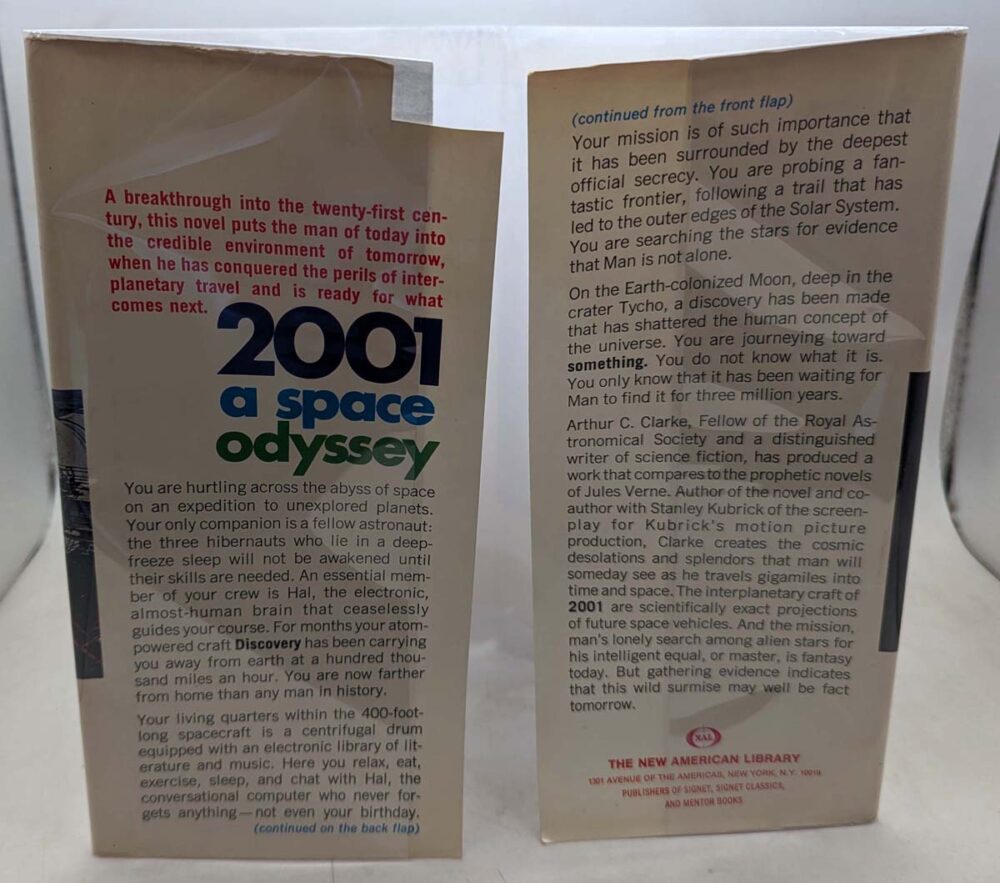 A breakthrough into the twenty-first cen-
tury, this novel puts the man of today into
the credible environment of tomorrow,
when he has conquered the perils of inter-
planetary travel and is ready for what
comes next.
2001
a space
odyssey
You are hurtling across the abyss of space
on an expedition to unexplored planets.
Your only companion is a fellow astronaut:
the three hibernauts who lie in a deep-
freeze sleep will not be awakened until
their skills are needed. An essential mem-
ber of your crew is Hal, the electronic,
almost-human brain that ceaselessly
guides your course. For months your atom-
powered craft Discovery has been carrying
you away from earth at a hundred thou-
sand miles an hour. You are now farther
from home than any man in history.
Your living quarters within the 400-foot-
long spacecraft is a centrifugal drum
equipped with an electronic library of lit-
erature and music. Here you relax, eat,
exercise, sleep, and chat with Hal, the
conversational computer who never for-
gets anything—not even your birthday.
(continued on the back flap)
(continued from the front flap)
Your mission is of such importance that
it has been surrounded by the deepest
official secrecy. You are probing a fan-
tastic frontier, following a trail that has
led to the outer edges of the Solar System.
You are searching the stars for evidence
that Man is not alone.
On the Earth-colonized Moon, deep in the
crater Tycho, a discovery has been made
that has shattered the human concept of
the universe. You are journeying toward
something. You do not know what it is.
You only know that it has been waiting for
Man to find it for three million years.
Arthur C. Clarke, Fellow of the Royal As-
tronomical Society and a distinguished
writer of science fiction, has produced a
work that compares to the prophetic novels
of Jules Verne. Author of the novel and co-
author with Stanley Kubrick of the screen-
play for Kubrick's motion picture
production, Clarke creates the cosmic
desolations and splendors that man will
someday see as he travels gigamiles into
time and space. The interplanetary craft of
2001 are scientifically exact projections
of future space vehicles. And the mission,
man's lonely search among alien stars for
his intelligent equal, or master, is fantasy
today. But gathering evidence indicates
that this wild surmise may well be fact
tomorrow.
NAL
THE NEW AMERICAN LIBRARY
1301 AVENUE OF THE AMERICAS, NEW YORK, N.Y. 10019
PUBLISHERS OF SIGNET, SIGNET CLASSICS,
AND MENTOR BOOKS